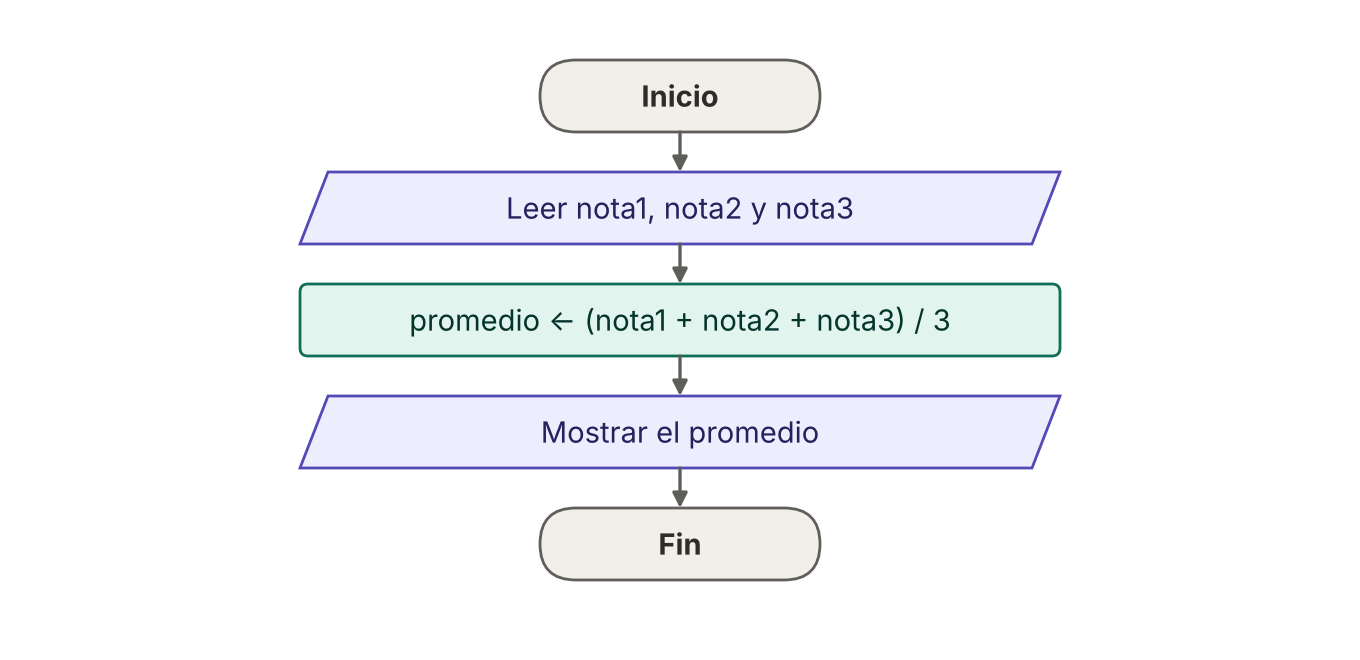 Inicio
Leer nota1, nota2 y nota3
promedio ← (nota1 + nota2 + nota3) / 3
Mostrar el promedio
Fin